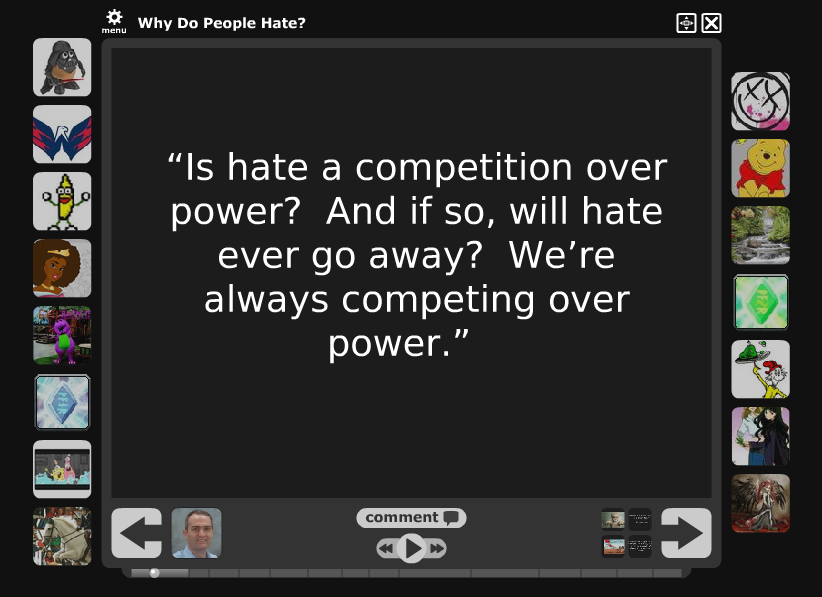 menu
Why Do People Hate?
“Is hate a competition over
power?  And if so, will hate
ever go away?  We’re
always competing over
power.”
comment